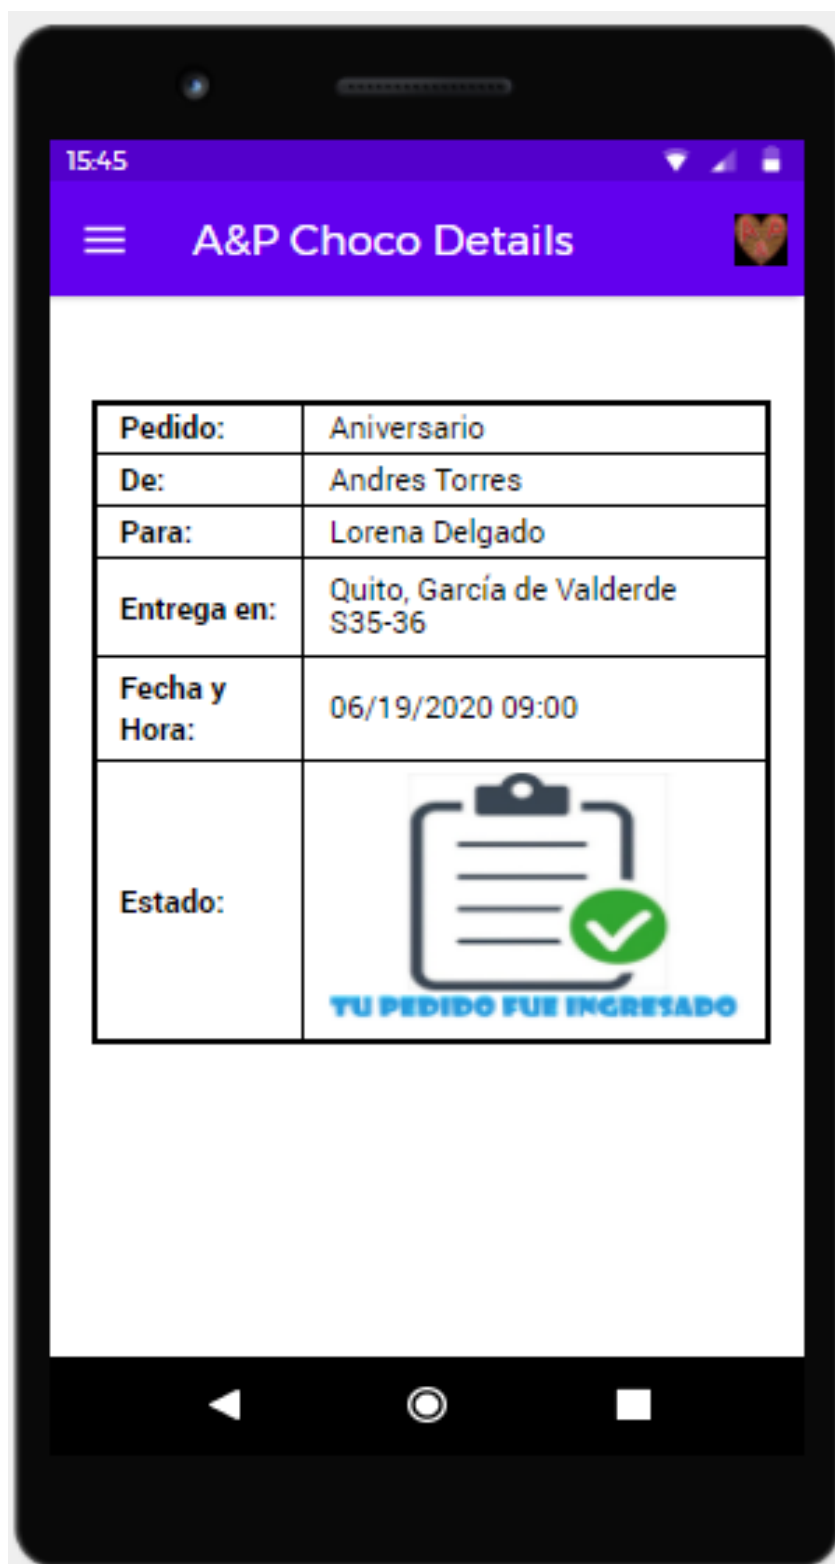 15:45
A&P Choco Details
Pedido: Aniversario
De: Andres Torres
Para: Lorena Delgado
Entrega en: Quito, García de Valderde
S35-36
Fecha y
Hora: 06/19/2020 09:00
Estado:
TU PEDIDO FUE INGRESADO